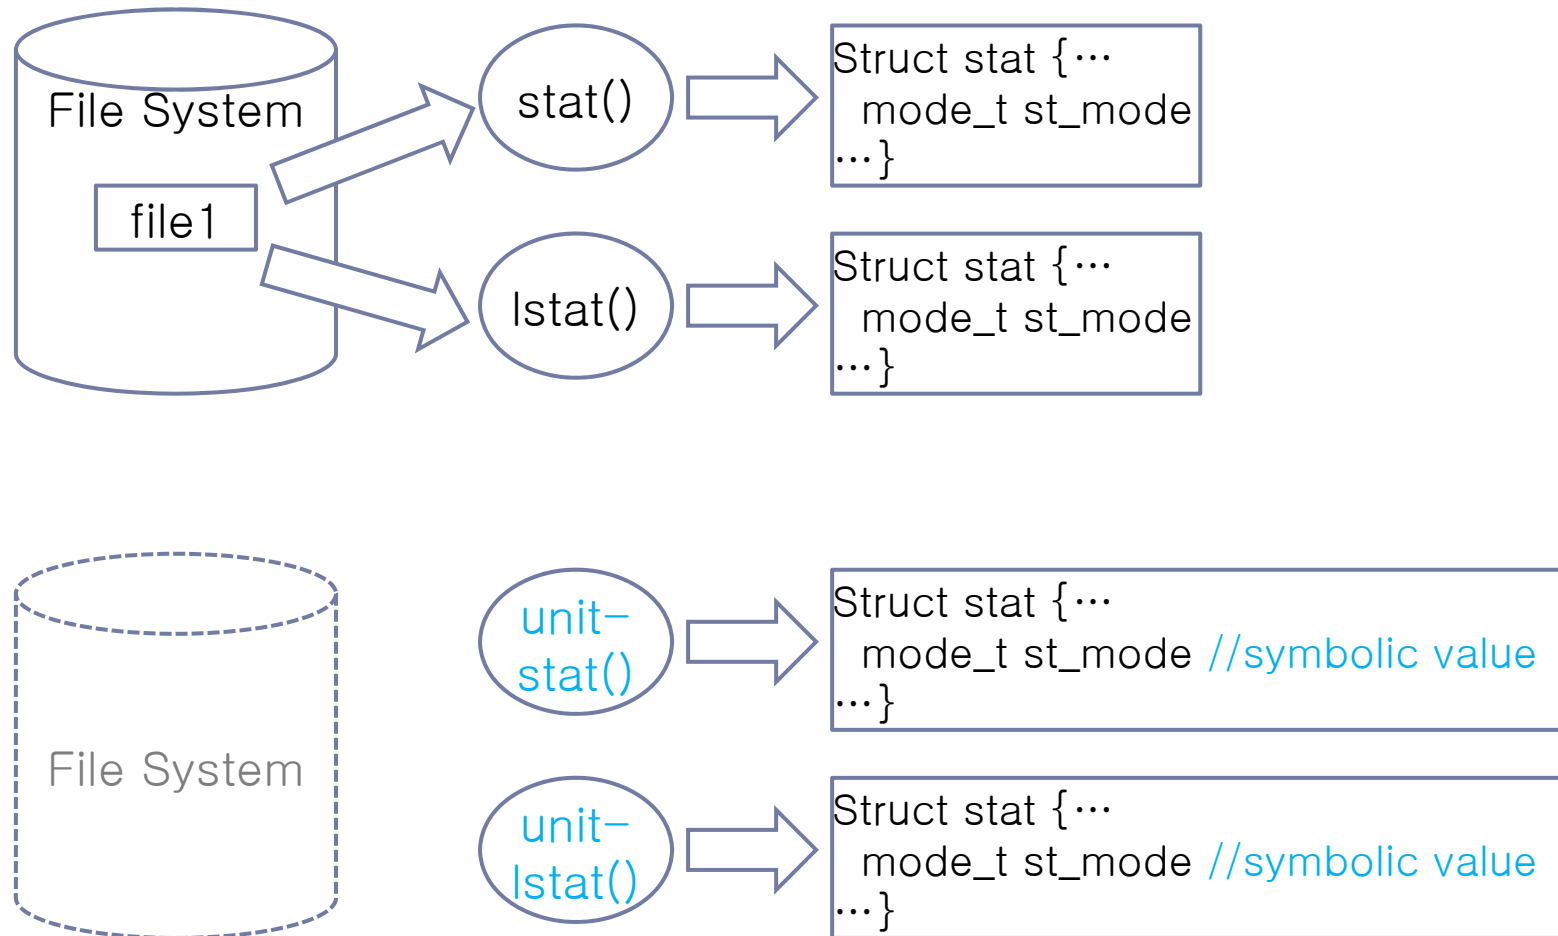 File System
file1
stat()
Struct stat {…
mode_t st_mode
…}
lstat()
Struct stat {…
mode_t st_mode
…}
File System
unit-
stat()
Struct stat {…
mode_t st_mode //symbolic value
…}
unit-
lstat()
Struct stat {…
mode_t st_mode //symbolic value
…}